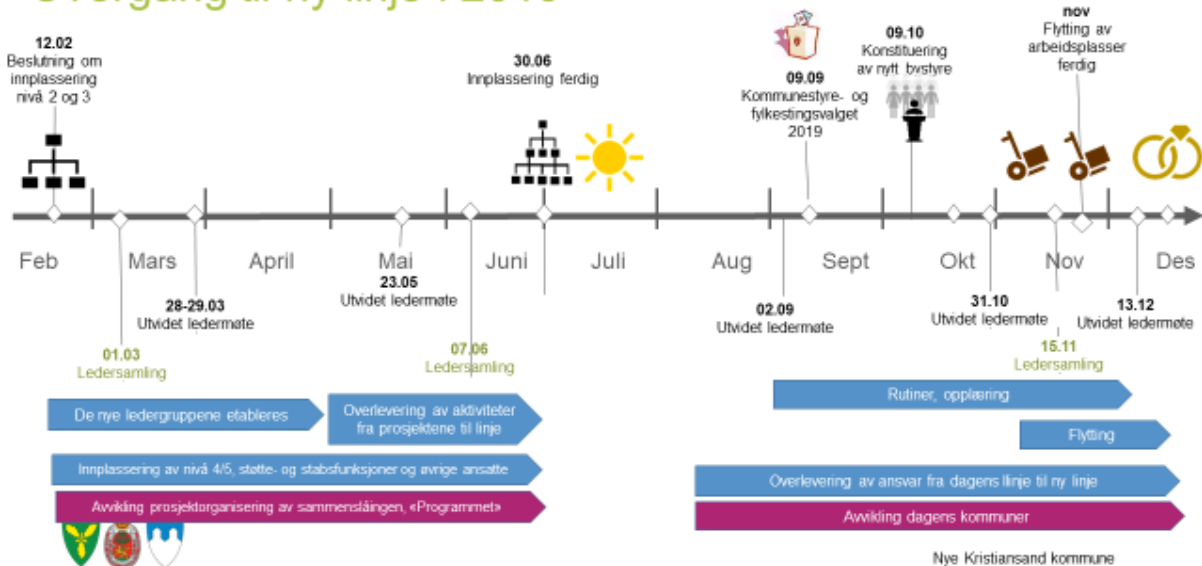 12.02
Beslutning om
innplassering
nivå 2 og 3
30.06
Innplassering ferdig
09.09
Kommunestyre- og
fylkestingsvalget
2019
09.10
Konstituering
av nytt bystyre
nov
Flytting av
arbeidsplasser
ferdig
Feb
Mars
April
Mai
Juni
Juli
Aug
Sept
Okt
Nov
Des
28-29.03
Utvidet ledermøte
23.05
Utvidet ledermøte
02.09
Utvidet ledermøte
31.10
Utvidet ledermøte
13.12
Utvidet ledermøte
01.03
Ledersamling
07.06
Ledersamling
15.11
Ledersamling
De nye ledergruppene etableres
Overlevering av aktiviteter
fra prosjektene til linje
Rutiner, opplæring
Flytting
Innplassering av nivå 4/5, støtte- og stabsfunksjoner og øvrige ansatte
Overlevering av ansvar fra dagens llinje til ny linje
Avvikling prosjektorganisering av sammenslåingen, «Programmet»
Avvikling dagens kommuner
Nye Kristiansand kommune